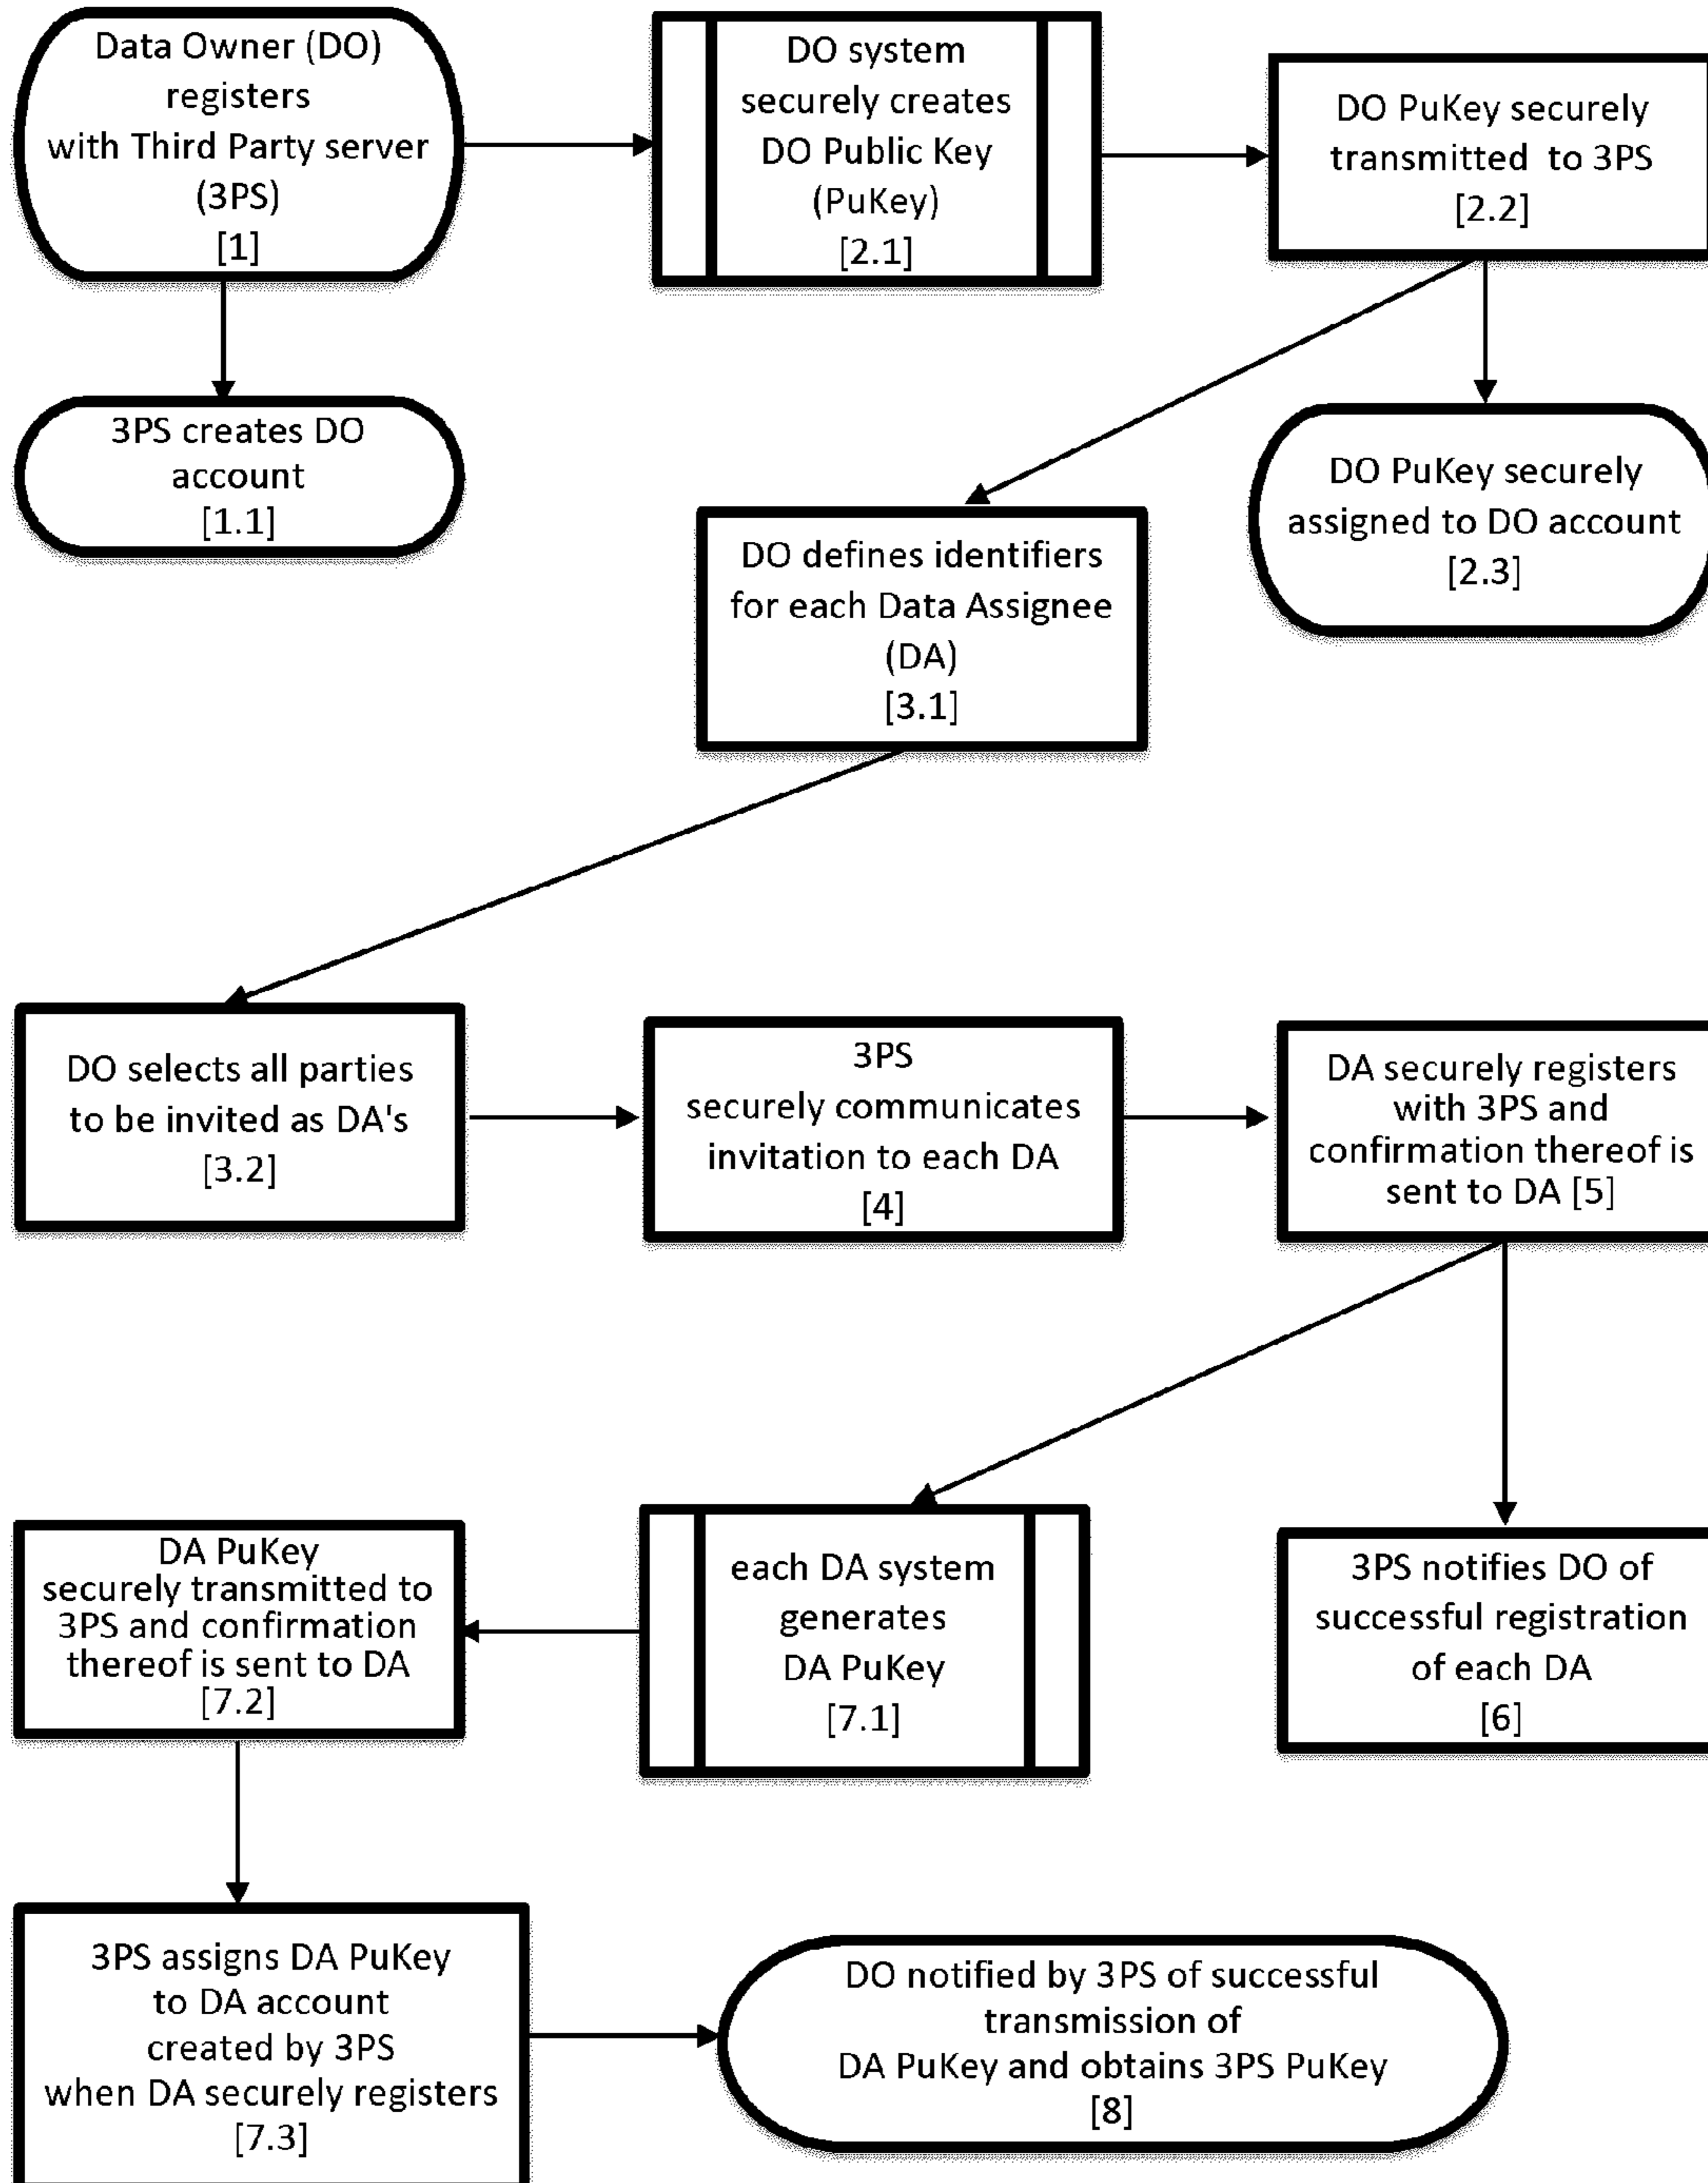 Data Owner (DO)
registers
with Third Party server
(3PS)
[1]
DO system
securely creates
DO Public Key
(PuKey)
[2.1]
DO PuKey securely
transmitted to 3PS
[2.2]
3PS creates DO
account
[1.1]
DO PuKey securely
assigned to DO account
[2.3]
DO defines identifiers
for each Data Assignee
(DA)
[3.1]
DO selects all parties
to be invited as DA's
[3.2]
3PS
securely communicates
invitation to each DA
[4]
DA securely registers
with 3PS and
confirmation thereof is
sent to DA [5]
DA PuKey
securely transmitted to
3PS and confirmation
thereof is sent to DA
[7.2]
each DA system
generates
DA PuKey
[7.1]
3PS notifies DO of
successful registration
of each DA
[6]
3PS assigns DA PuKey
to DA account
created by 3PS
when DA securely registers
[7.3]
DO notified by 3PS of successful
transmission of
DA PuKey and obtains 3PS PuKey
[8]